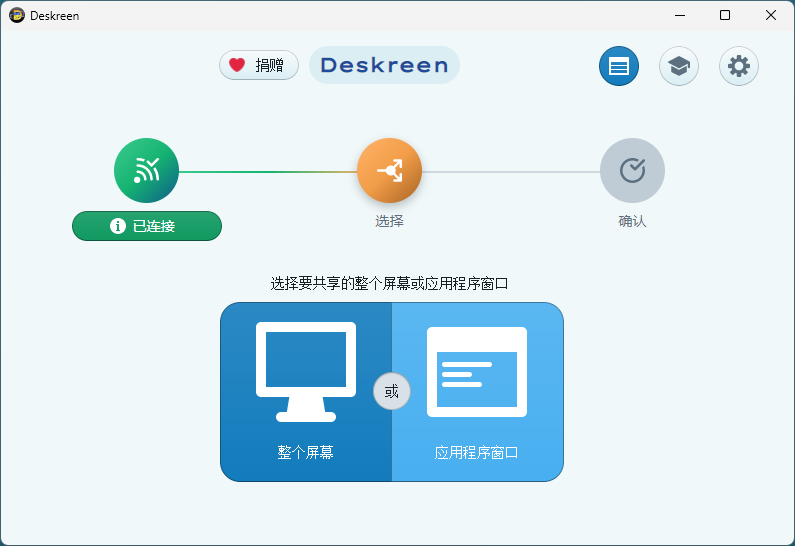 Deskreen
捐赠
Deskreen
已连接
选择
确认
选择要共享的整个屏幕或应用程序窗口
或
整个屏幕
应用程序窗口